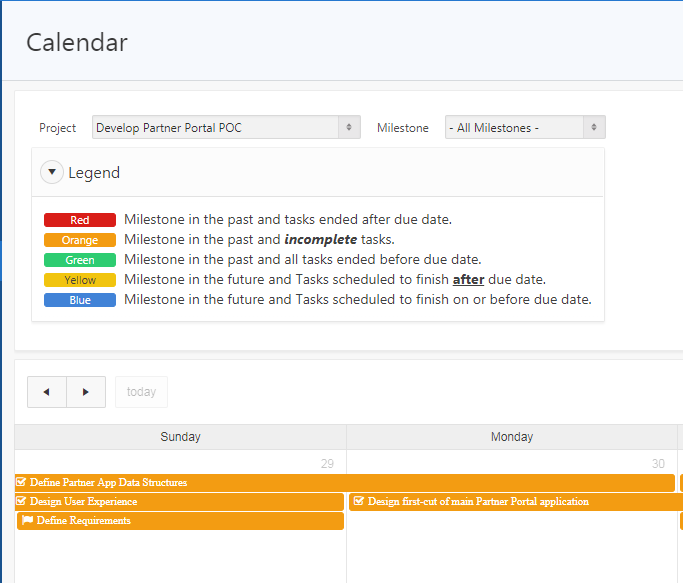 Calendar
Project Develop Partner Portal POC Milestone - All Milestones -
Legend
Red Milestone in the past and tasks ended after due date.
Orange Milestone in the past and incomplete tasks.
Green Milestone in the past and all tasks ended before due date.
Yellow Milestone in the future and Tasks scheduled to finish after due date.
Blue Milestone in the future and Tasks scheduled to finish on or before due date.
today
Sunday Monday
29 30
Define Partner App Data Structures
Design User Experience Design first-cut of main Partner Portal application
Define Requirements